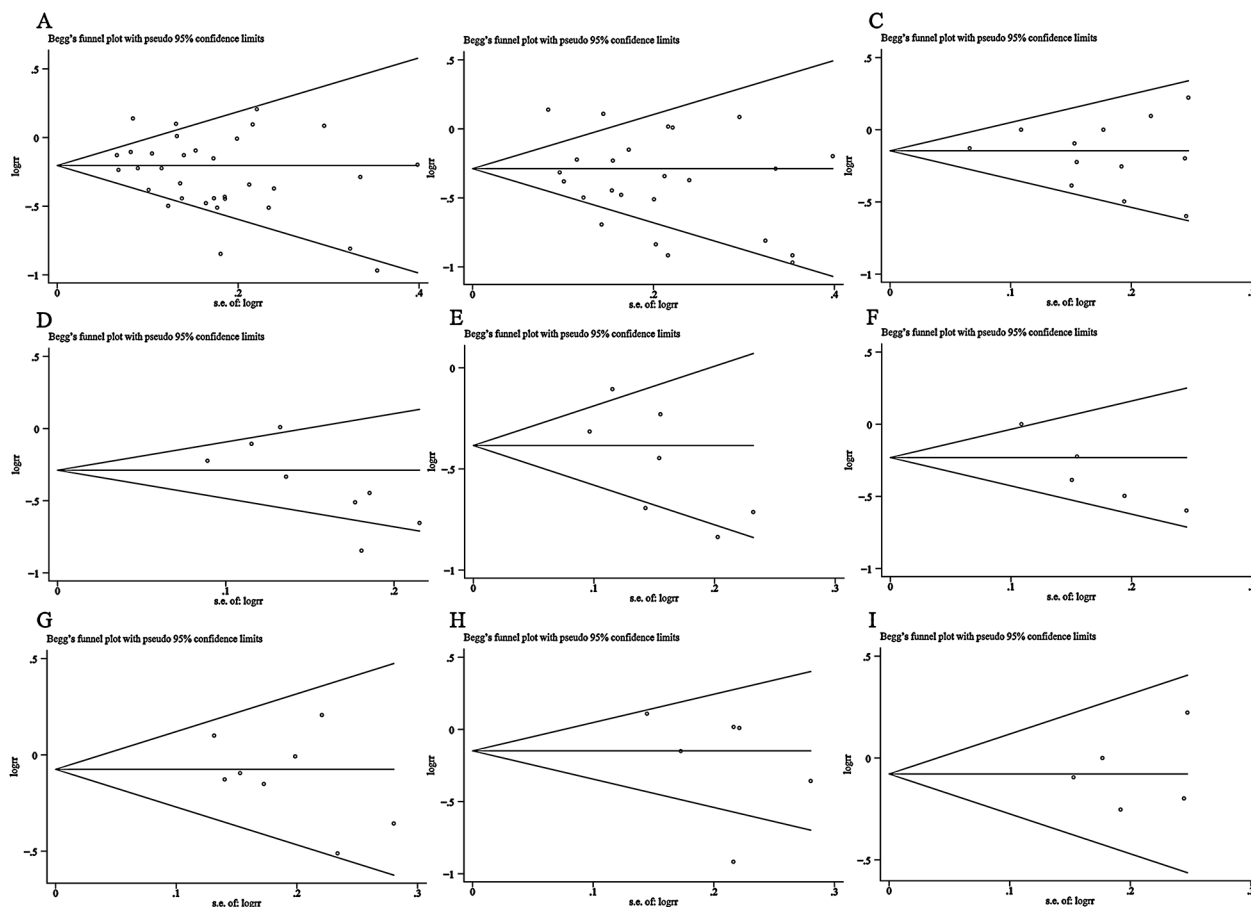 A
Begg's funnel plot with pseudo 95% confidence limits
logrr
.5
0
−.5
−1
0 .2 .4
s.e. of: logrr
Begg's funnel plot with pseudo 95% confidence limits
logrr
.5
0
−.5
−1
0 .2 .4
s.e. of: logrr
C
Begg's funnel plot with pseudo 95% confidence limits
logrr
.5
0
−.5
−1
0 .1 .2
s.e. of: logrr
D
Begg's funnel plot with pseudo 95% confidence limits
logrr
.5
0
−.5
−1
0 .1 .2
s.e. of: logrr
E
Begg's funnel plot with pseudo 95% confidence limits
logrr
0
−.5
−1
0 .1 .2 .3
s.e. of: logrr
F
Begg's funnel plot with pseudo 95% confidence limits
logrr
.5
0
−.5
−1
0 .1 .2
s.e. of: logrr
G
Begg's funnel plot with pseudo 95% confidence limits
logrr
.5
0
−.5
0 .1 .2 .3
s.e. of: logrr
H
Begg's funnel plot with pseudo 95% confidence limits
logrr
.5
0
−.5
−1
0 .1 .2 .3
s.e. of: logrr
I
Begg's funnel plot with pseudo 95% confidence limits
logrr
.5
0
−.5
0 .1 .2
s.e. of: logrr